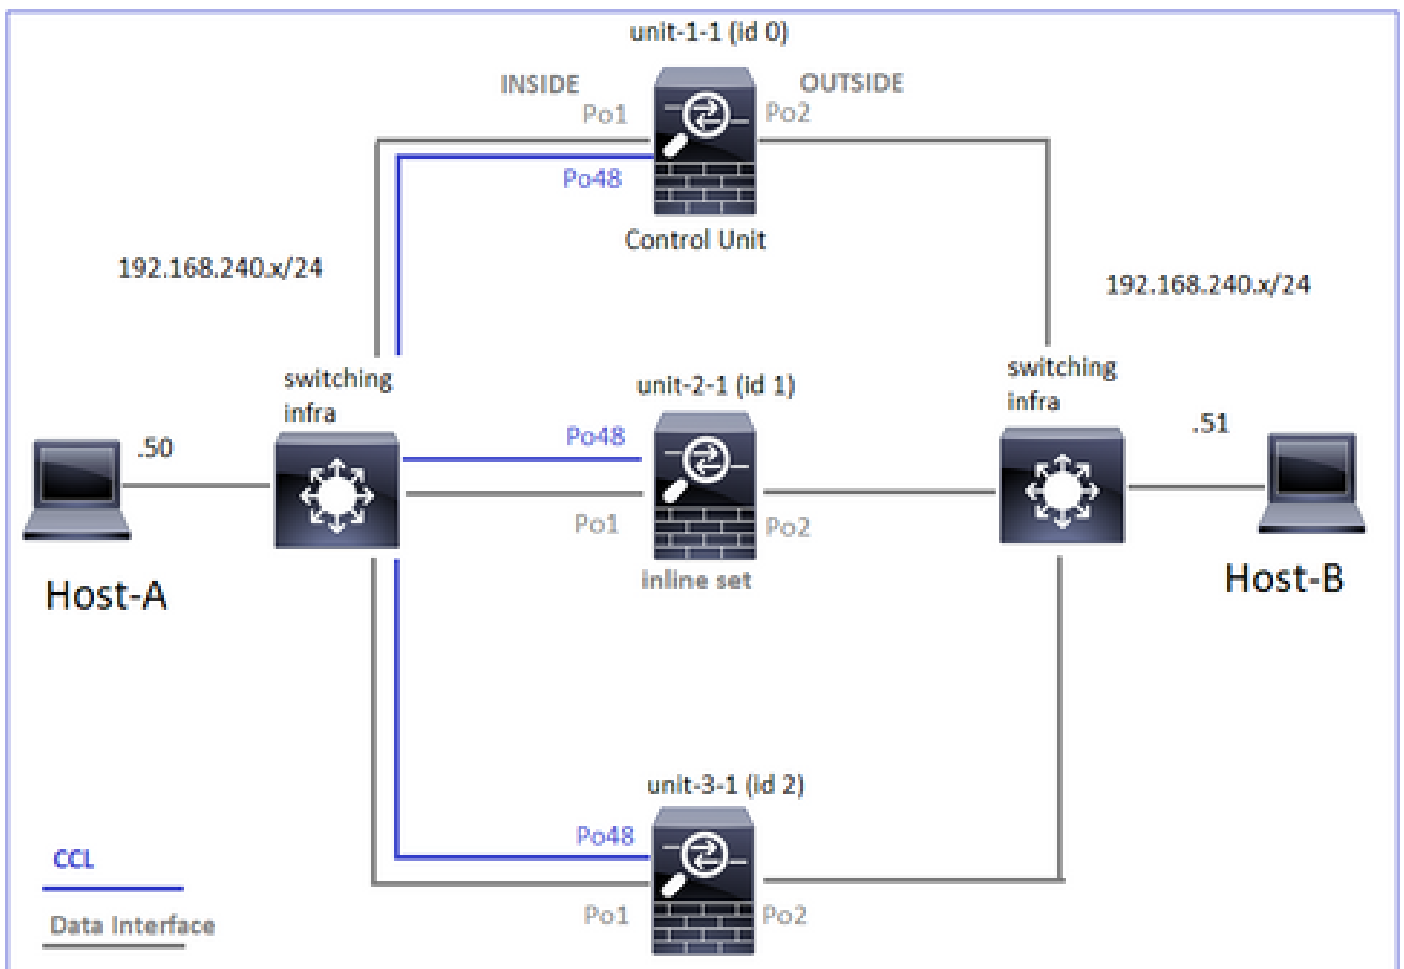 unit-1-1 (id 0)
INSIDE
OUTSIDE
Po1
Po2
Po48
Control Unit
192.168.240.x/24
192.168.240.x/24
switching
infra
switching
infra
unit-2-1 (id 1)
Po48
.50
.51
Po1
Po2
inline set
Host-A
Host-B
unit-3-1 (id 2)
Po48
CCL
Po1
Po2
Data Interface